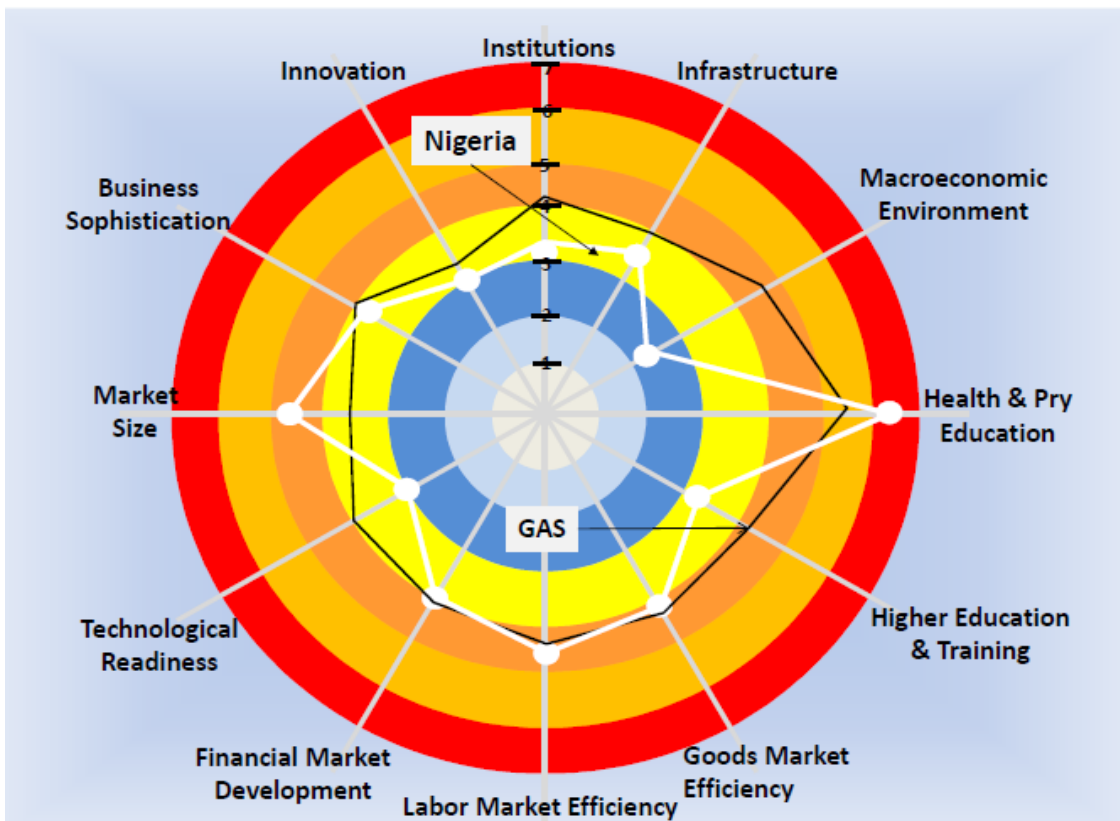 Institutions
7
Innovation
Infrastructure
6
Nigeria
5
Business
Sophistication
Macroeconomic
Environment
4
3
2
1
Market
Size
Health & Pry
Education
GAS
Technological
Readiness
Higher Education
& Training
Financial Market
Development
Goods Market
Efficiency
Labor Market Efficiency